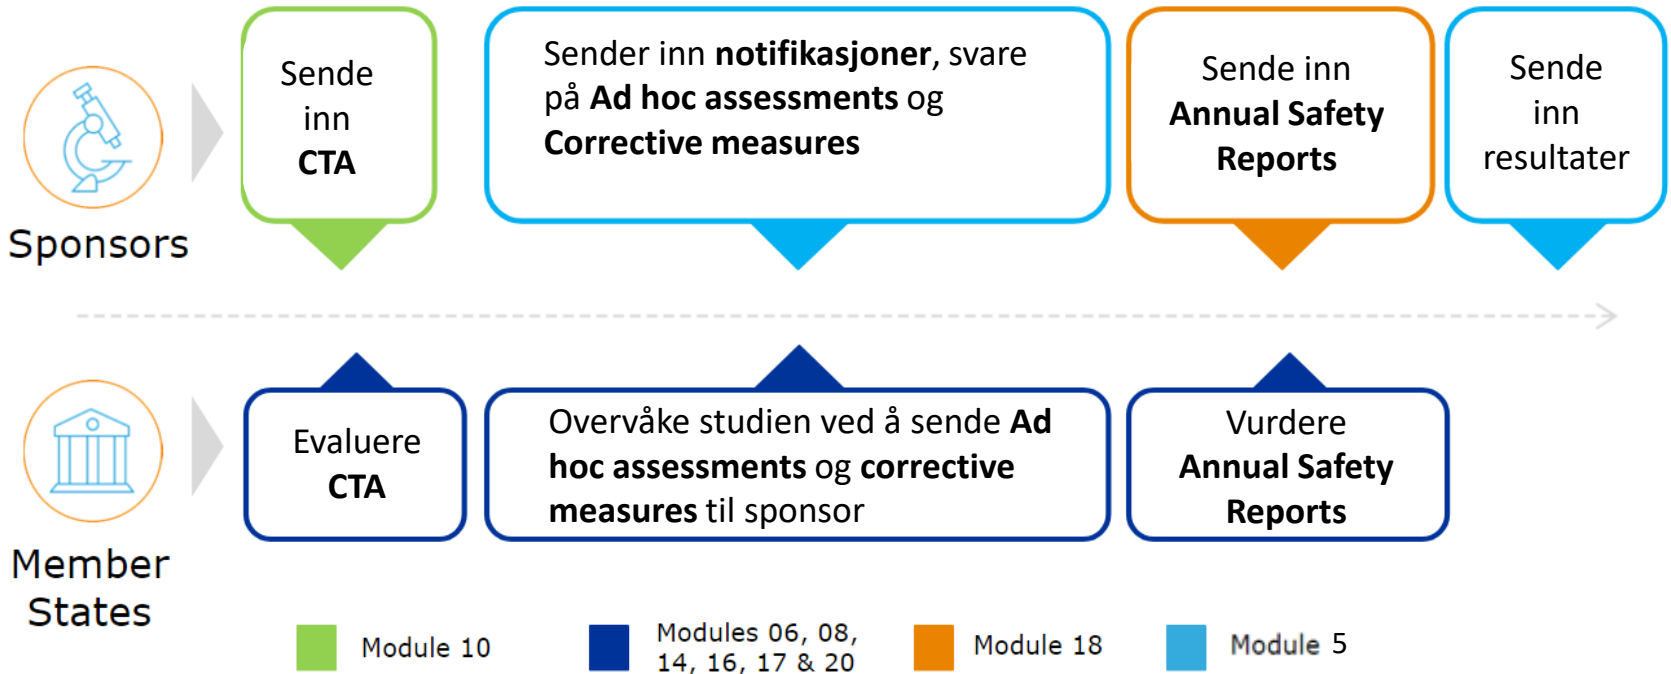 Sende
inn
CTA
Sender inn notifikasjoner, svare
på Ad hoc assessments og
Corrective measures
Sende inn
Annual Safety
Reports
Sende
inn
resultater
Sponsors
Evaluere
CTA
Overvåke studien ved å sende Ad
hoc assessments og corrective
measures til sponsor
Vurdere
Annual Safety
Reports
Member
States
Module 10
Modules 06, 08,
14, 16, 17 & 20
Module 18
Module 5